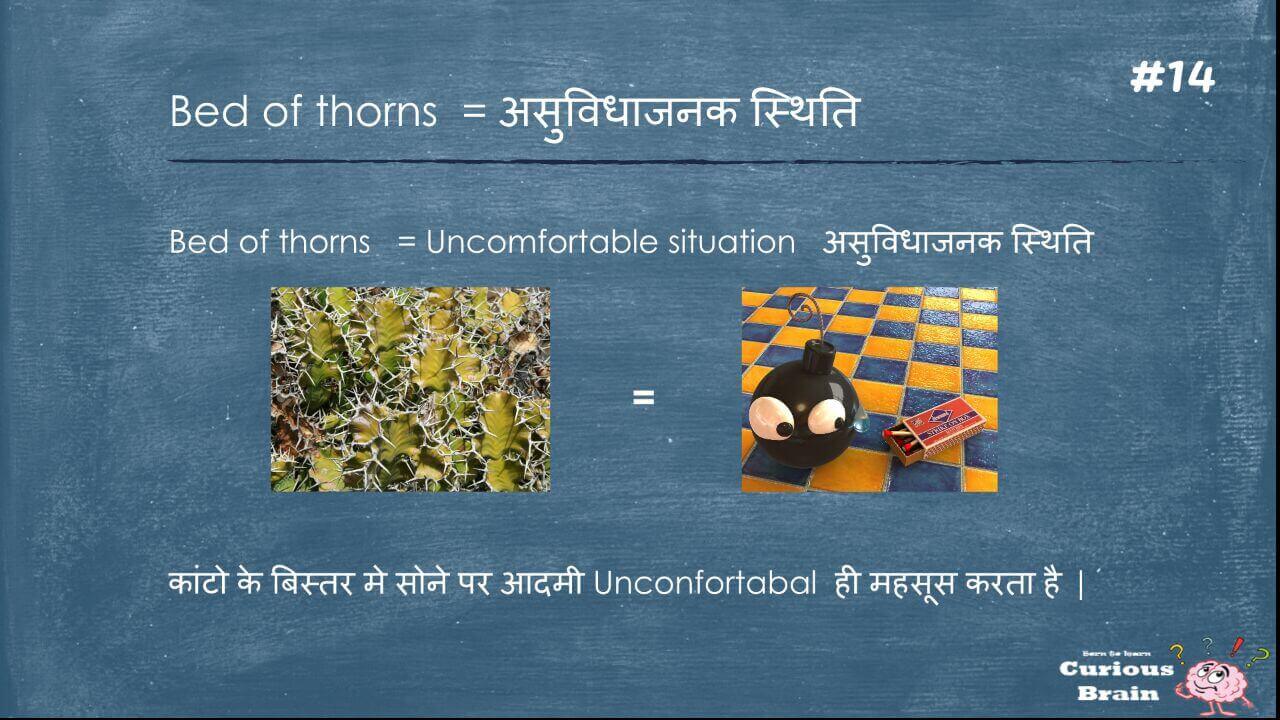 #14
Bed of thorns = असुविधाजनक स्थिति
Bed of thorns = Uncomfortable situation असुविधाजनक स्थिति
=
कांटो के बिस्तर मे सोने पर आदमी Unconfortabal ही महसूस करता है |
Born to learn
Curious
Brain